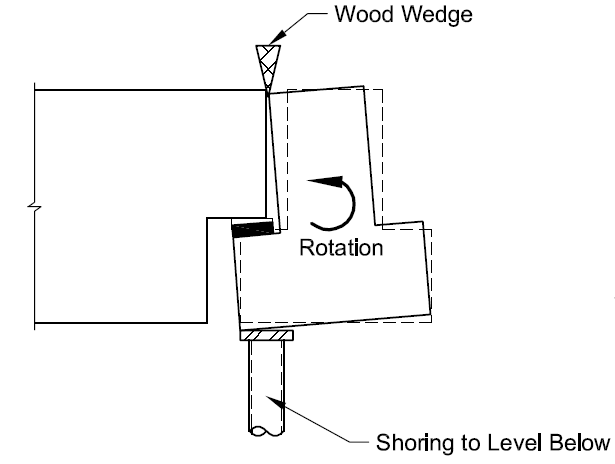 Wood Wedge
Rotation
Shoring to Level Below